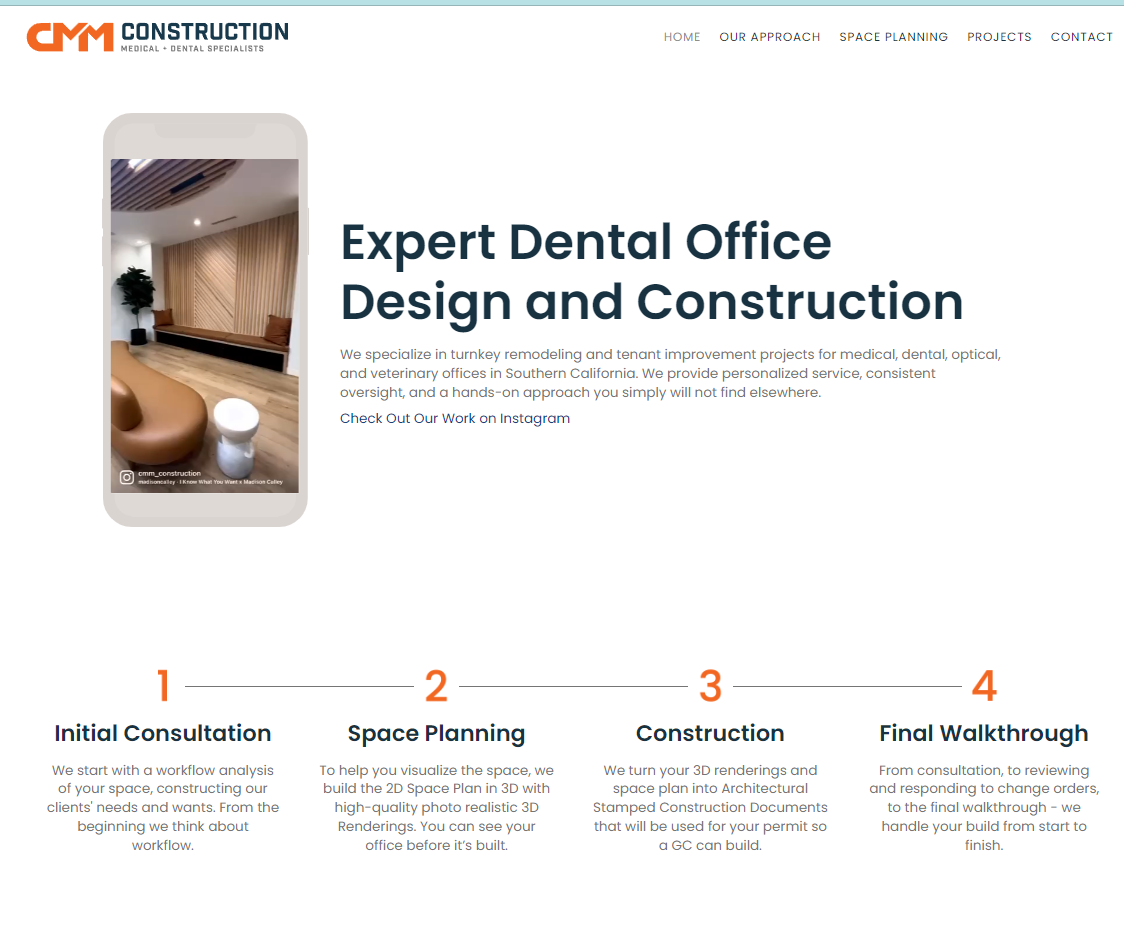 CMM CONSTRUCTION
MEDICAL + DENTAL SPECIALISTS
HOME OUR APPROACH SPACE PLANNING PROJECTS CONTACT
cmm_construction
madisoncalley · I Know What You Want x Madison Calley
Expert Dental Office
Design and Construction
We specialize in turnkey remodeling and tenant improvement projects for medical, dental, optical,
and veterinary offices in Southern California. We provide personalized service, consistent
oversight, and a hands-on approach you simply will not find elsewhere.
Check Out Our Work on Instagram
1
Initial Consultation
We start with a workflow analysis
of your space, constructing our
clients' needs and wants. From the
beginning we think about
workflow.
2
Space Planning
To help you visualize the space, we
build the 2D Space Plan in 3D with
high-quality photo realistic 3D
Renderings. You can see your
office before it’s built.
3
Construction
We turn your 3D renderings and
space plan into Architectural
Stamped Construction Documents
that will be used for your permit so
a GC can build.
4
Final Walkthrough
From consultation, to reviewing
and responding to change orders,
to the final walkthrough - we
handle your build from start to
finish.